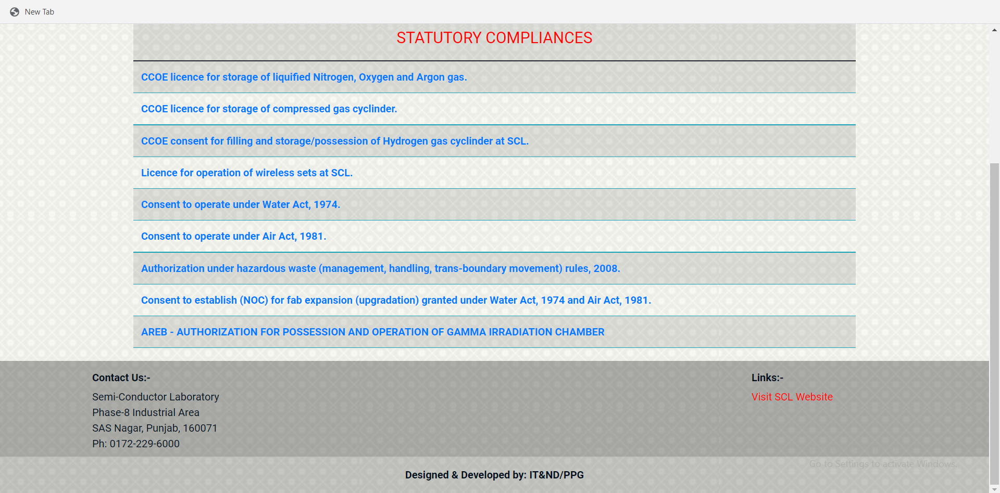 New Tab
STATUTORY COMPLIANCES
CCOE licence for storage of liquified Nitrogen, Oxygen and Argon gas.
CCOE licence for storage of compressed gas cyclinder.
CCOE consent for filling and storage/possession of Hydrogen gas cyclinder at SCL.
Licence for operation of wireless sets at SCL.
Consent to operate under Water Act, 1974.
Consent to operate under Air Act, 1981.
Authorization under hazardous waste (management, handling, trans-boundary movement) rules, 2008.
Consent to establish (NOC) for fab expansion (upgradation) granted under Water Act, 1974 and Air Act, 1981.
AREB - AUTHORIZATION FOR POSSESSION AND OPERATION OF GAMMA IRRADIATION CHAMBER
Contact Us:-
Semi-Conductor Laboratory
Phase-8 Industrial Area
SAS Nagar, Punjab, 160071
Ph: 0172-229-6000
Links:-
Visit SCL Website
Go to Settings to activate Windows.
Designed & Developed by: IT&ND/PPG